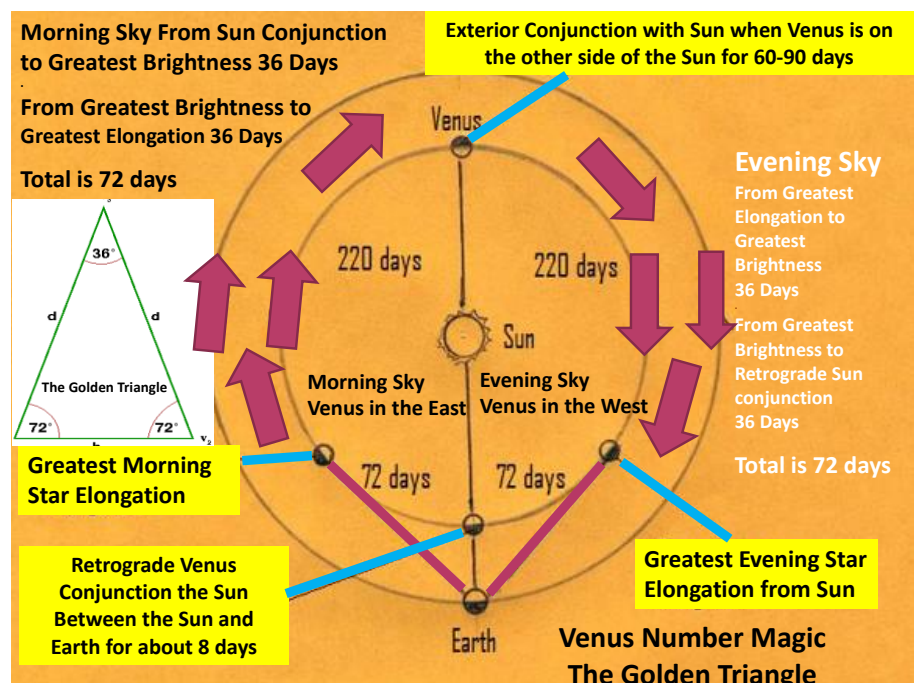 Morning Sky From Sun Conjunction
to Greatest Brightness 36 Days
.
From Greatest Brightness to
Greatest Elongation 36 Days
Total is 72 days
Exterior Conjunction with Sun when Venus is on
the other side of the Sun for 60-90 days
Venus
Evening Sky
From Greatest
Elongation to
Greatest
Brightness
36 Days
From Greatest
Brightness to
Retrograde Sun
conjunction
36 Days
Total is 72 days
36°
d
d
The Golden Triangle
72°
72°
b
v₂
220 days
220 days
Sun
Morning Sky
Venus in the East
Evening Sky
Venus in the West
72 days
72 days
Greatest Morning
Star Elongation
Retrograde Venus
Conjunction the Sun
Between the Sun and
Earth for about 8 days
Earth
Greatest Evening Star
Elongation from Sun
Venus Number Magic
The Golden Triangle